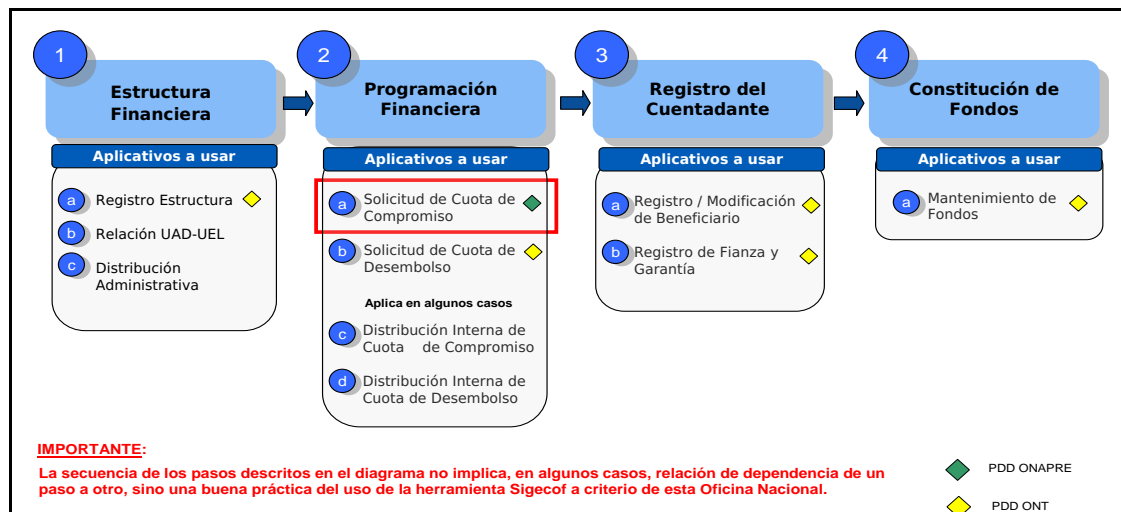 1
Estructura
Financiera
Aplicativos a usar
a Registro Estructura
b Relación UAD-UEL
c Distribución
Administrativa
2
Programación
Financiera
Aplicativos a usar
a Solicitud de Cuota de
Compromiso
b Solicitud de Cuota de
Desembolso
Aplica en algunos casos
c Distribución Interna de
Cuota de Compromiso
d Distribución Interna de
Cuota de Desembolso
3
Registro del
Cuentadante
Aplicativos a usar
a Registro / Modificación
de Beneficiario
b Registro de Fianza y
Garantía
4
Constitución de
Fondos
Aplicativos a usar
a Mantenimiento de
Fondos
IMPORTANTE:
La secuencia de los pasos descritos en el diagrama no implica, en algunos casos, relación de dependencia de un
paso a otro, sino una buena práctica del uso de la herramienta Sigecof a criterio de esta Oficina Nacional.
PDD ONAPRE
PDD ONT